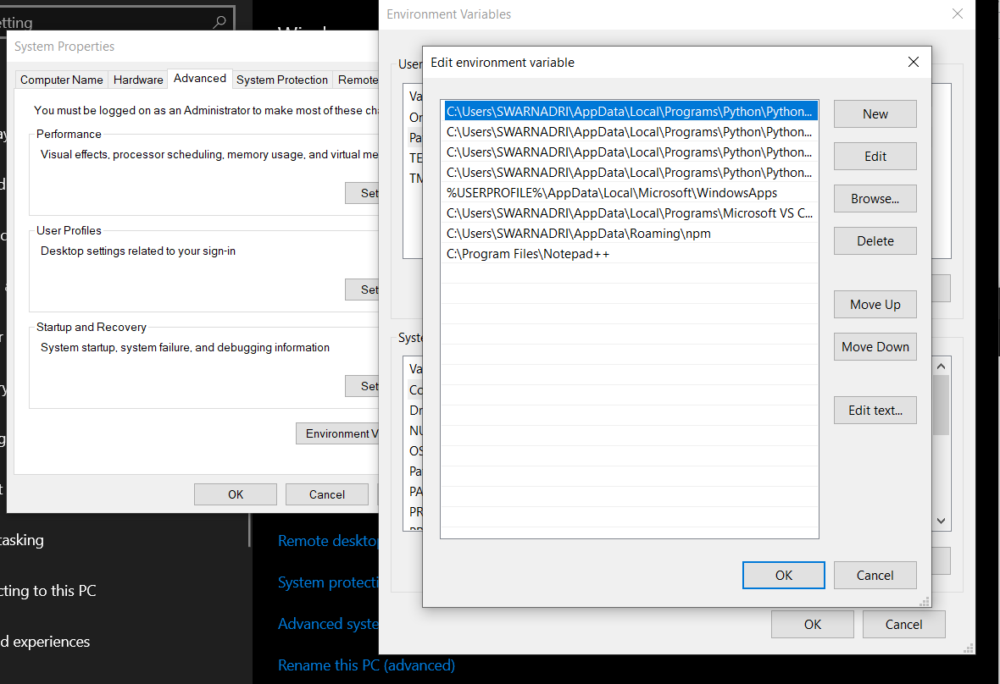 etting
System Properties
Computer Name
Hardware
Advanced
System Protection
Remote
You must be logged on as an Administrator to make most of these cha
Performance
Visual effects, processor scheduling, memory usage, and virtual me
Set
User Profiles
Desktop settings related to your sign-in
Set
Startup and Recovery
System startup, system failure, and debugging information
Set
Environment V
OK
Cancel
tasking
cting to this PC
d experiences
Remote desktop
System protecti
Advanced syste
Rename this PC (advanced)
Environment Variables
User
Va
On
Pa
TE
TM
Syste
Va
Co
Dr
NU
OS
Pa
PA
PR
Edit environment variable
C:\Users\SWARNADRI\AppData\Local\Programs\Python\Python...
C:\Users\SWARNADRI\AppData\Local\Programs\Python\Python...
C:\Users\SWARNADRI\AppData\Local\Programs\Python\Python...
C:\Users\SWARNADRI\AppData\Local\Programs\Python\Python...
%USERPROFILE%\AppData\Local\Microsoft\WindowsApps
C:\Users\SWARNADRI\AppData\Local\Programs\Microsoft VS C...
C:\Users\SWARNADRI\AppData\Roaming\npm
C:\Program Files\Notepad++
New
Edit
Browse...
Delete
Move Up
Move Down
Edit text...
OK
Cancel
OK
Cancel